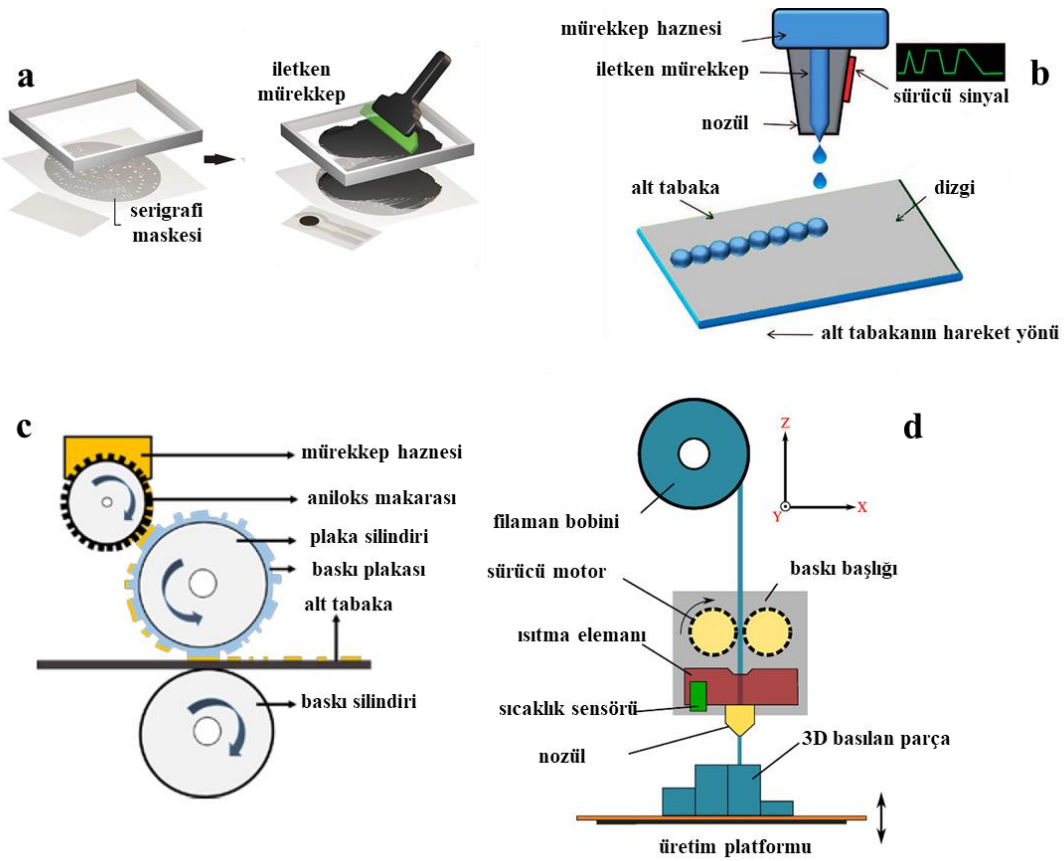 a
iletken
mürekkep
serigrafi
maskesi
b
mürekkep haznesi
iletken mürekkep
sürücü sinyal
nozül
alt tabaka
dizgi
alt tabakanın hareket yönü
c
mürekkep haznesi
aniloks makarası
plaka silindiri
baskı plakası
alt tabaka
baskı silindiri
d
Z
Y
X
filaman bobini
sürücü motor
baskı başlığı
ısıtma elemanı
sıcaklık sensörü
nozül
3D basılan parça
üretim platformu